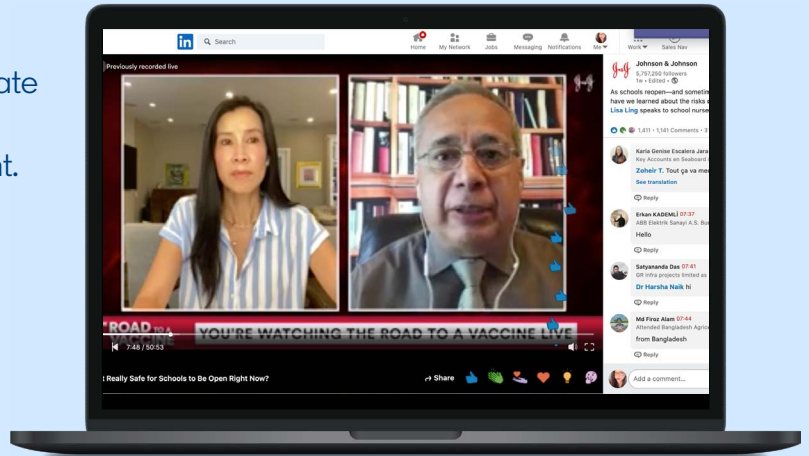 ate
nt.
in
Search
Home
My Network
Jobs
Messaging
Notifications
Me
Work
Sales Nav
Previously recorded live
Johnson & Johnson
5,757,250 followers
1w • Edited •
As schools reopen—and sometim
have we learned about the risks
Lisa Ling speaks to school nurse
1,411 • 1,141 Comments • 3
Karla Genise Escalera Jara
Key Accounts en Seaboard
Zoheir T. Tout ça va me
See translation
Reply
Erkan KADEMLİ 07:37
ABB Elektrik Sanayi A.S. Bu
Hello
Reply
Satyananda Das 07:41
GR infra projects limited as
Dr Harsha Naik hi
Reply
Md Firoz Alam 07:44
Attended Bangladesh Agric
from Bangladesh
Reply
Add a comment...
ROAD TO A
VACCINE
YOU'RE WATCHING THE ROAD TO A VACCINE LIVE
7:48 / 50:53
t Really Safe for Schools to Be Open Right Now?
Share